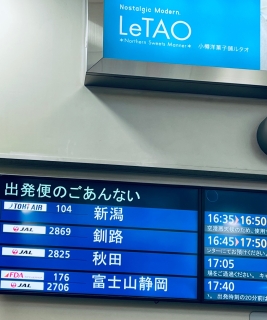 Nostalgic Modern
LeTAO
✶Northern Sweets Manner✶ 小樽洋菓子舗ルタオ
出発便のごあんない
TOKI AIR 104 新潟 16:35▶16:50
JAL 2869 釧路 16:45▶17:50
JAL 2825 秋田 17:05
FDA 176 富士山静岡 17:40
JAL 2706